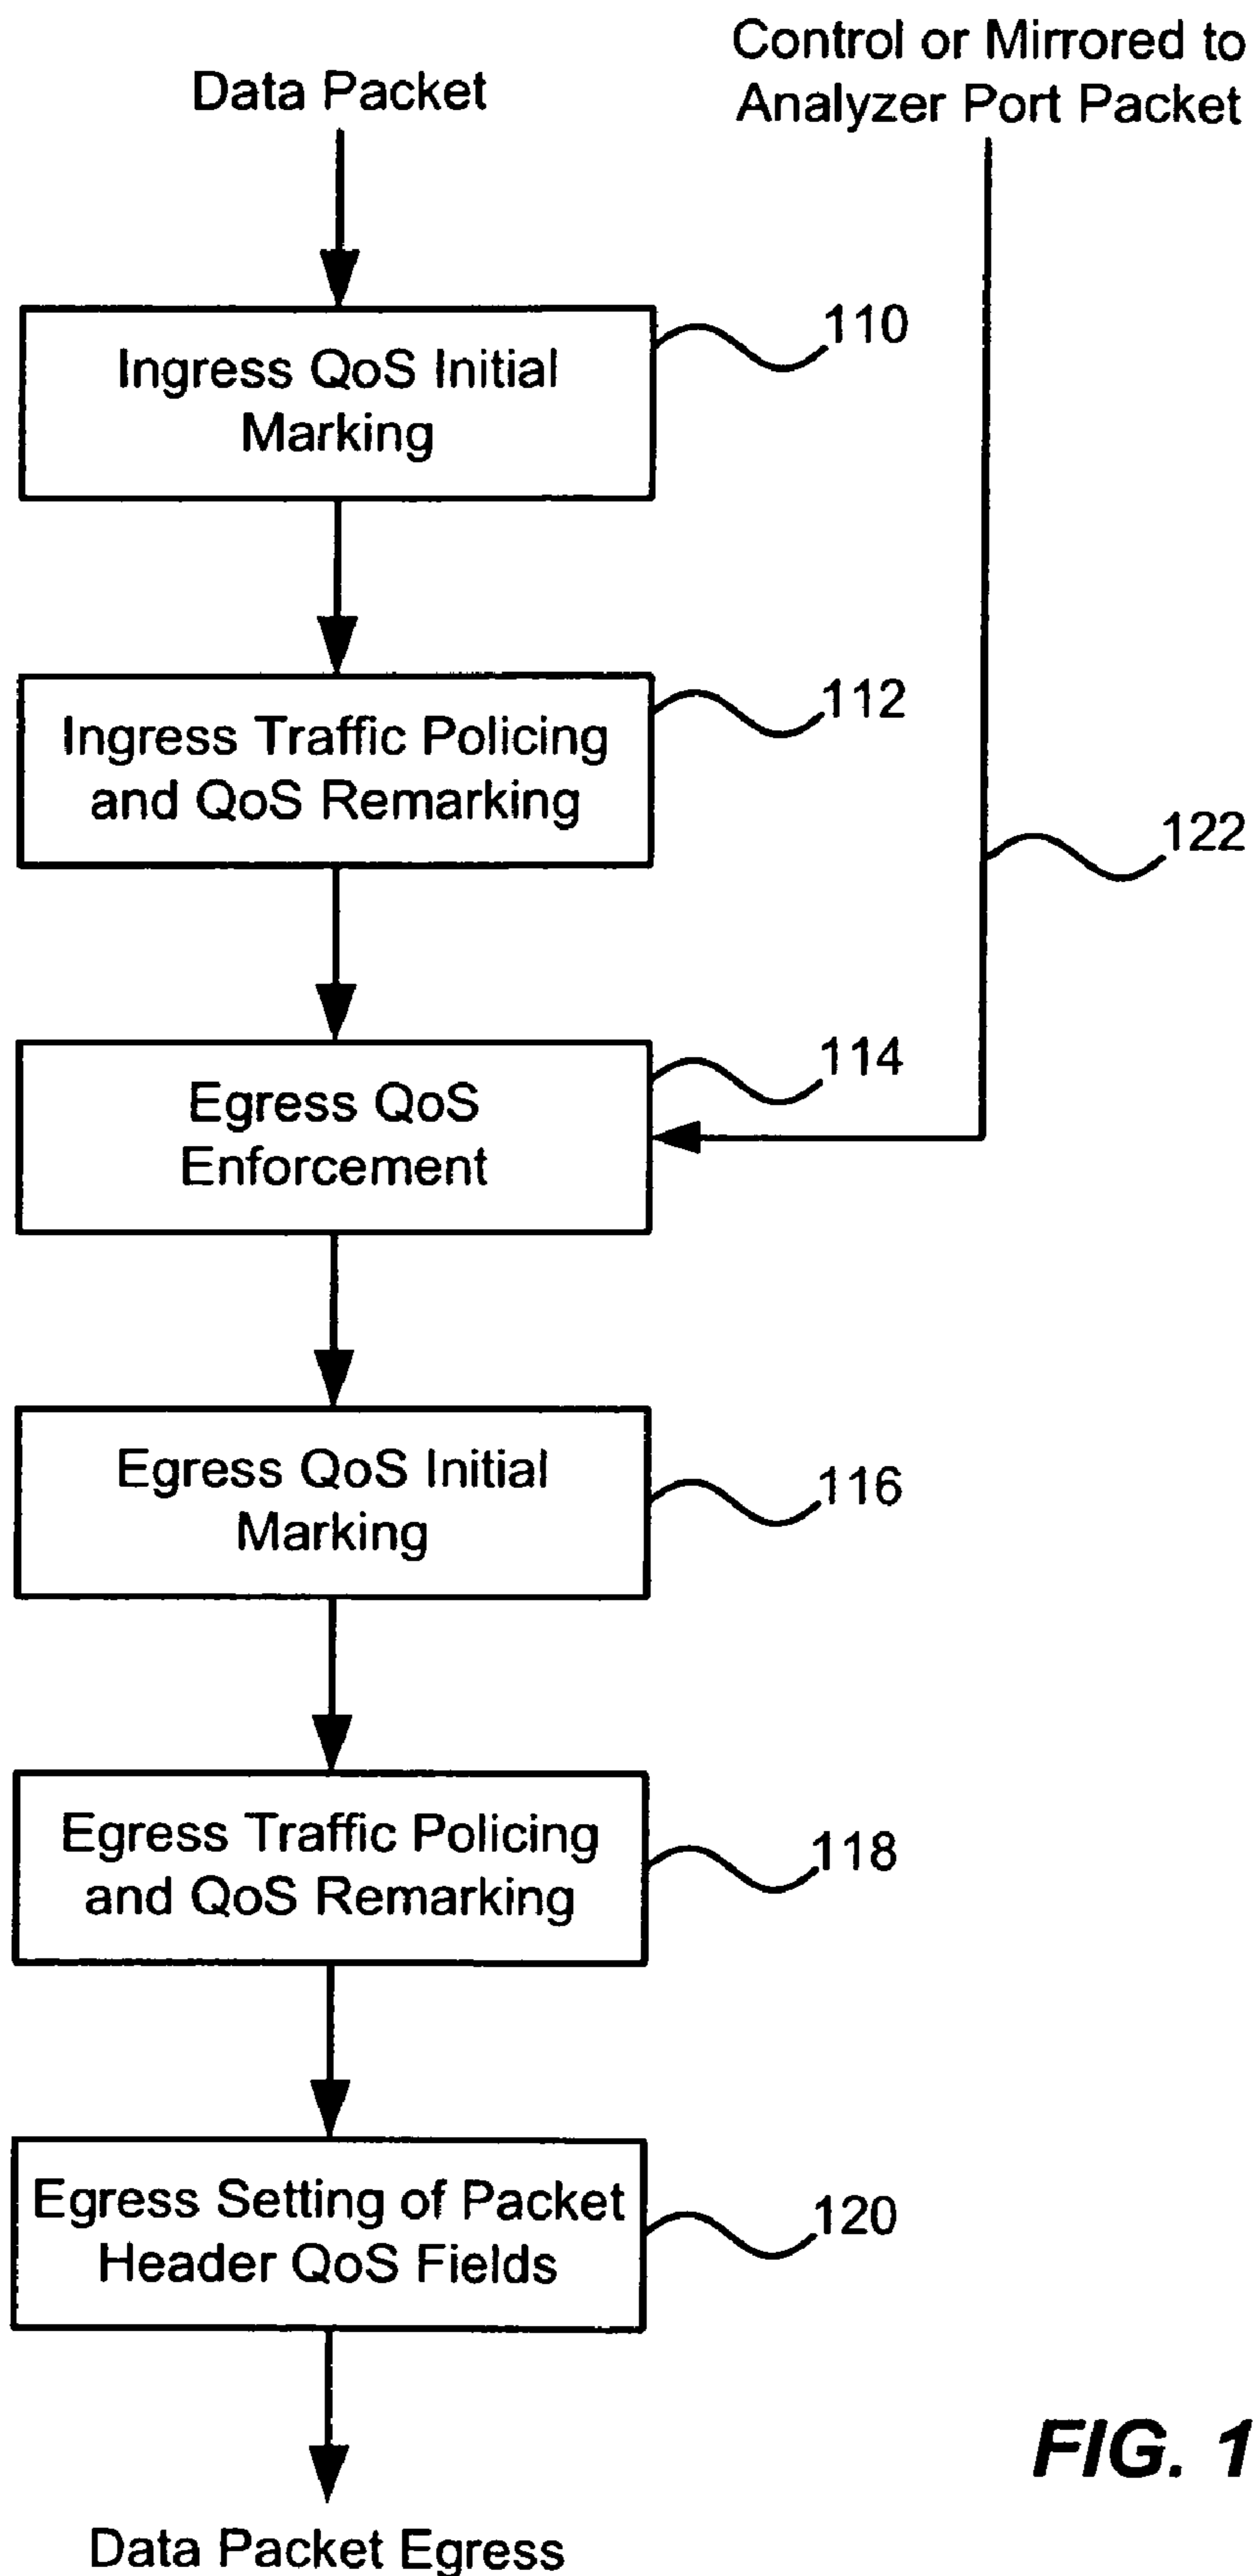 Data Packet
Control or Mirrored to
Analyzer Port Packet
Ingress QoS Initial
Marking
110
Ingress Traffic Policing
and QoS Remarking
112
122
Egress QoS
Enforcement
114
Egress QoS Initial
Marking
116
Egress Traffic Policing
and QoS Remarking
118
Egress Setting of Packet
Header QoS Fields
120
FIG. 1
Data Packet Egress